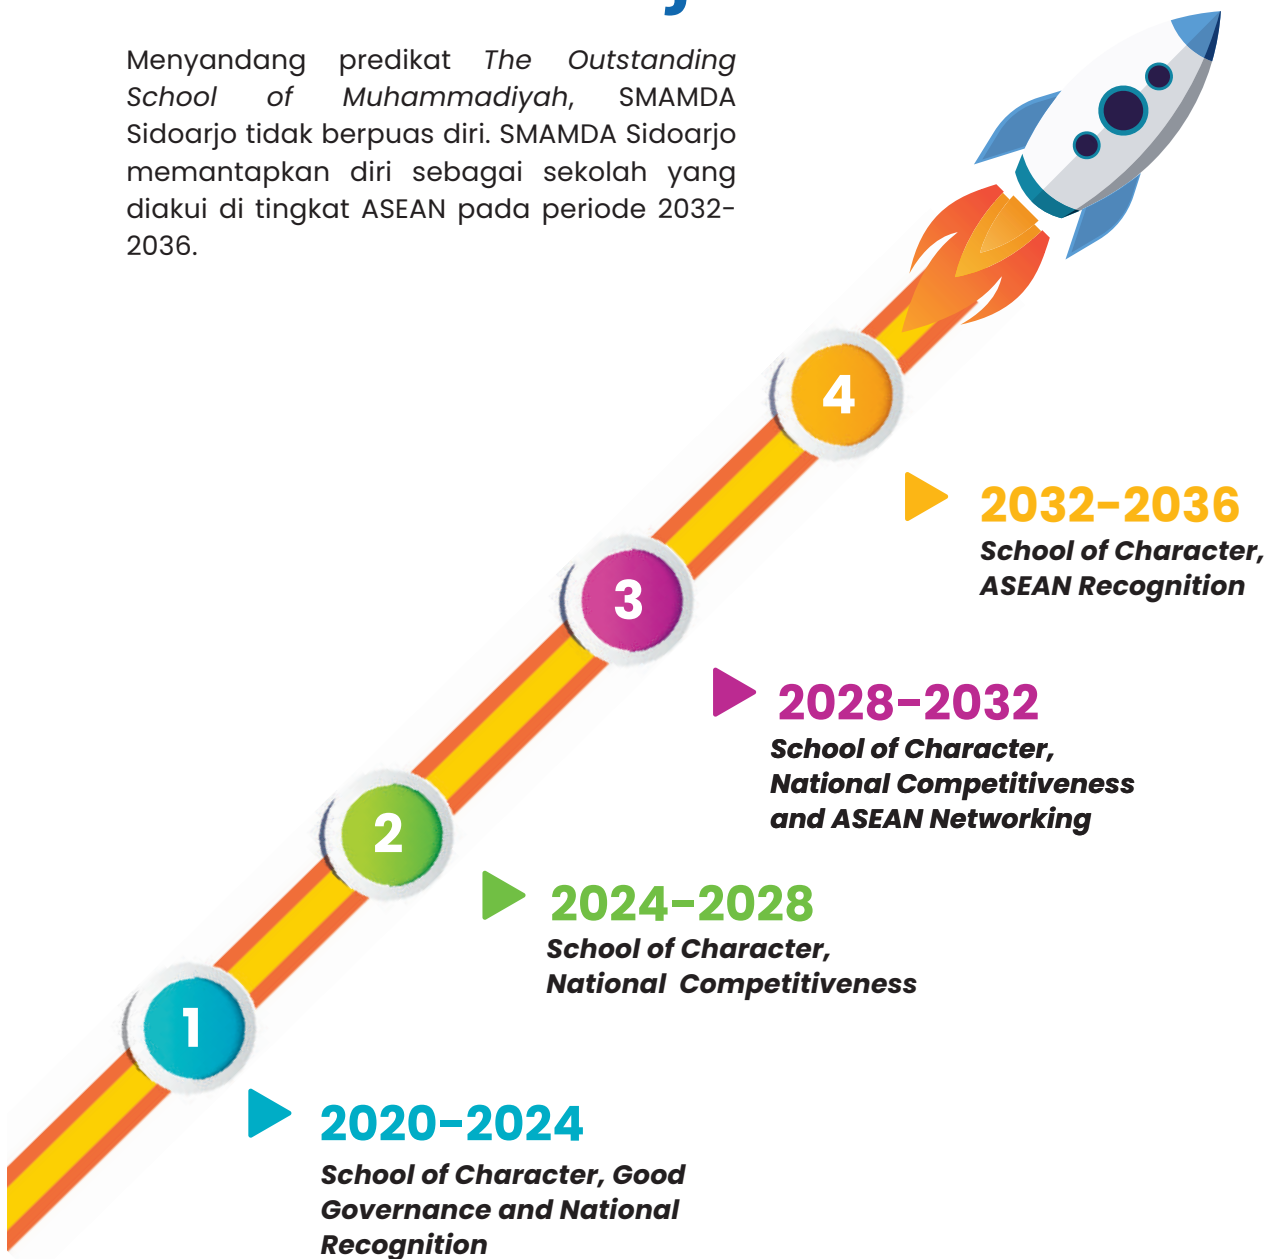 Menyandang predikat The Outstanding
School of Muhammadiyah, SMAMDA
Sidoarjo tidak berpuas diri. SMAMDA Sidoarjo
memantapkan diri sebagai sekolah yang
diakui di tingkat ASEAN pada periode 2032-
2036.
4
2032-2036
School of Character,
ASEAN Recognition
3
2028-2032
School of Character,
National Competitiveness
and ASEAN Networking
2
2024-2028
School of Character,
National Competitiveness
1
2020-2024
School of Character, Good
Governance and National
Recognition